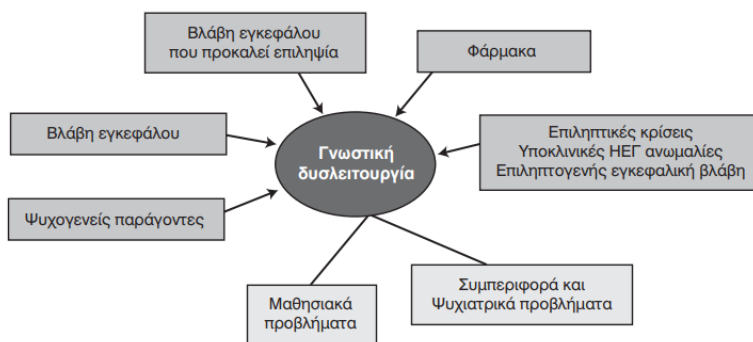 Βλάβη εγκεφάλου
που προκαλεί επιληψία
Φάρμακα
Βλάβη εγκεφάλου
Γνωστική
δυσλειτουργία
Επιληπτικές κρίσεις
Υποκλινικές ΗΕΓ ανωμαλίες
Επιληπτογενής εγκεφαλική βλάβη
Ψυχογενείς παράγοντες
Μαθησιακά
προβλήματα
Συμπεριφορά και
Ψυχιατρικά προβλήματα